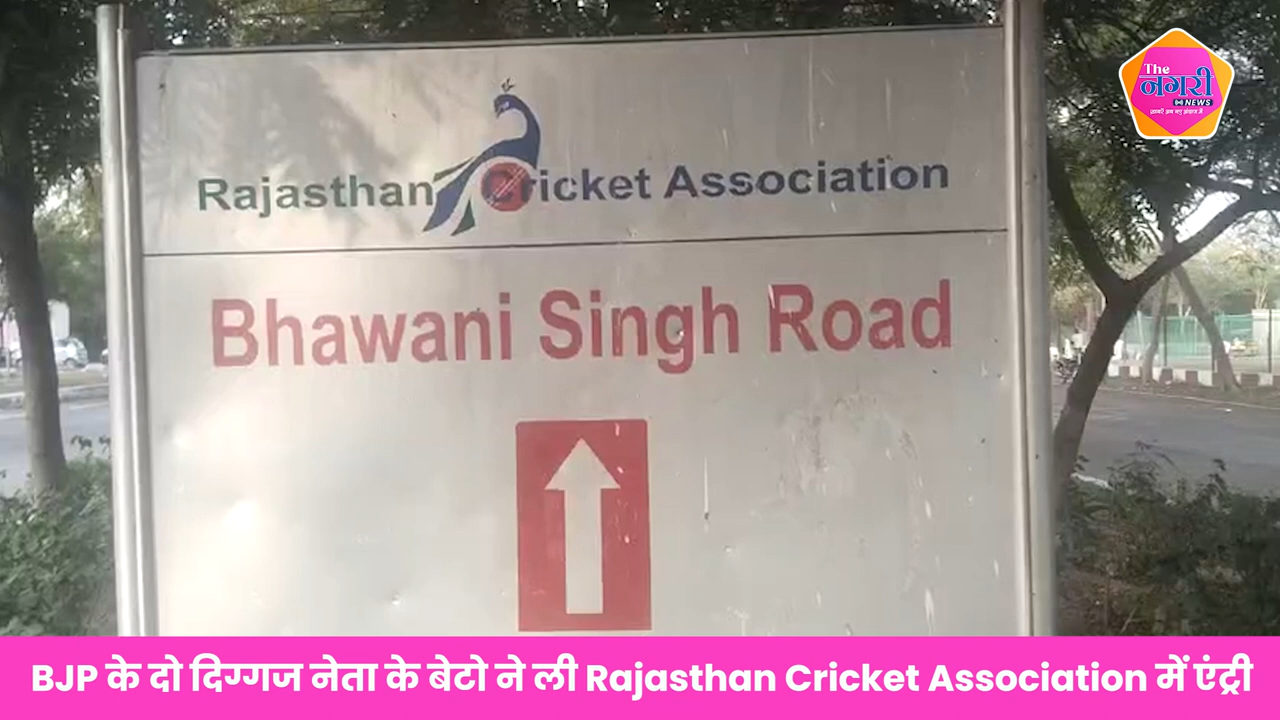 The
नगरी
NEWS
Rajasthan Cricket Association
Bhawani Singh Road
BJP के दो दिग्गज नेता के बेटो ने ली Rajasthan Cricket Association में एंट्री